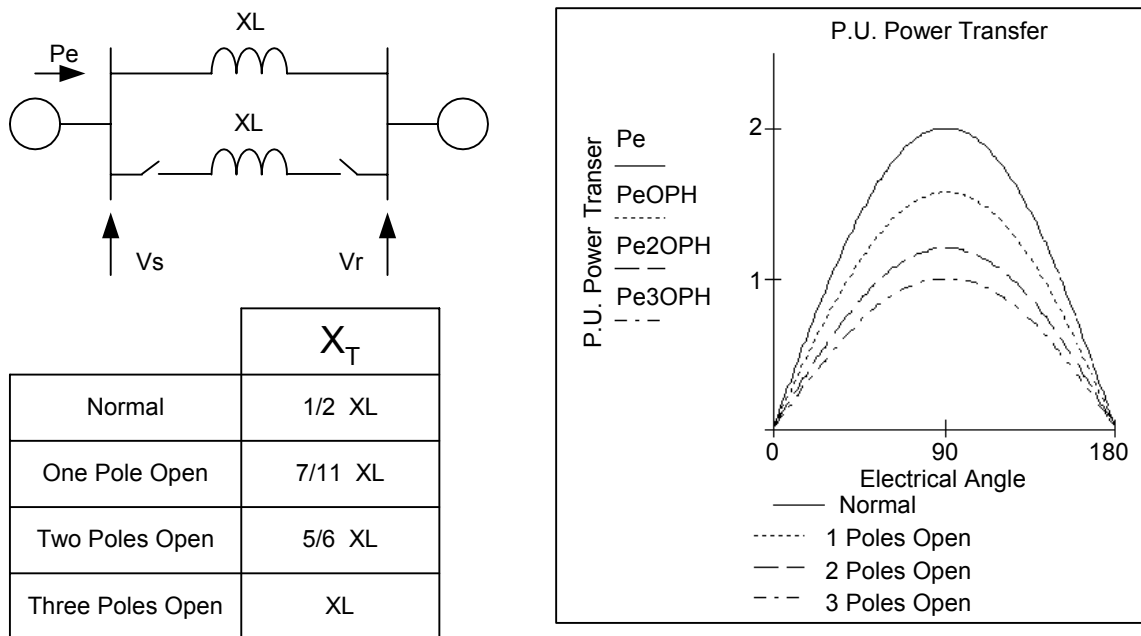 XL
Pe
XL
Vs
Vr
X_T
Normal
1/2 XL
One Pole Open
7/11 XL
Two Poles Open
5/6 XL
Three Poles Open
XL
P.U. Power Transfer
P.U. Power Transer
Pe
PeOPH
Pe2OPH
Pe3OPH
2
1
0
90
180
Electrical Angle
Normal
1 Poles Open
2 Poles Open
3 Poles Open